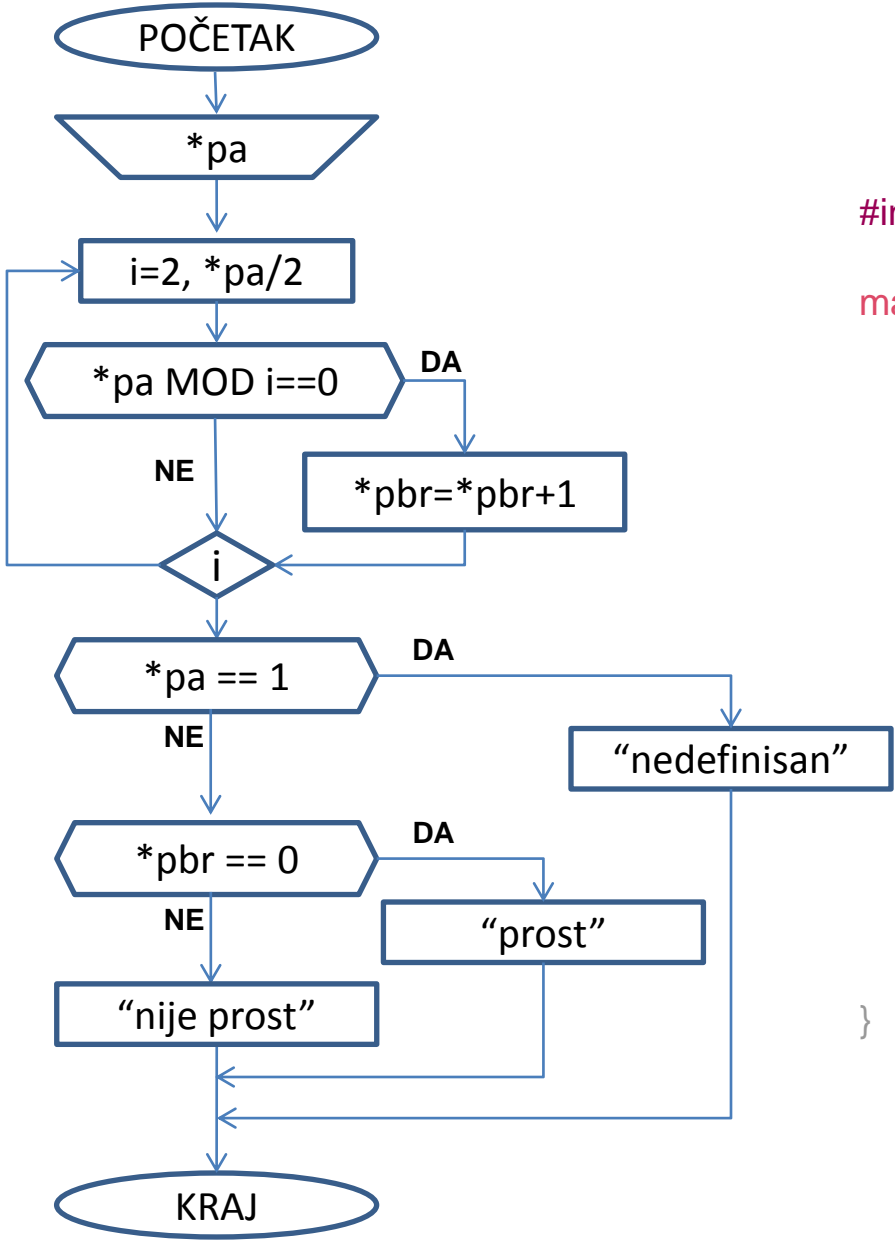 POČETAK
*pa
i=2, *pa/2
*pa MOD i==0
DA
NE
*pbr=*pbr+1
i
*pa == 1
DA
NE
“nedefinisan”
*pbr == 0
DA
NE
“prost”
“nije prost”
KRAJ
}